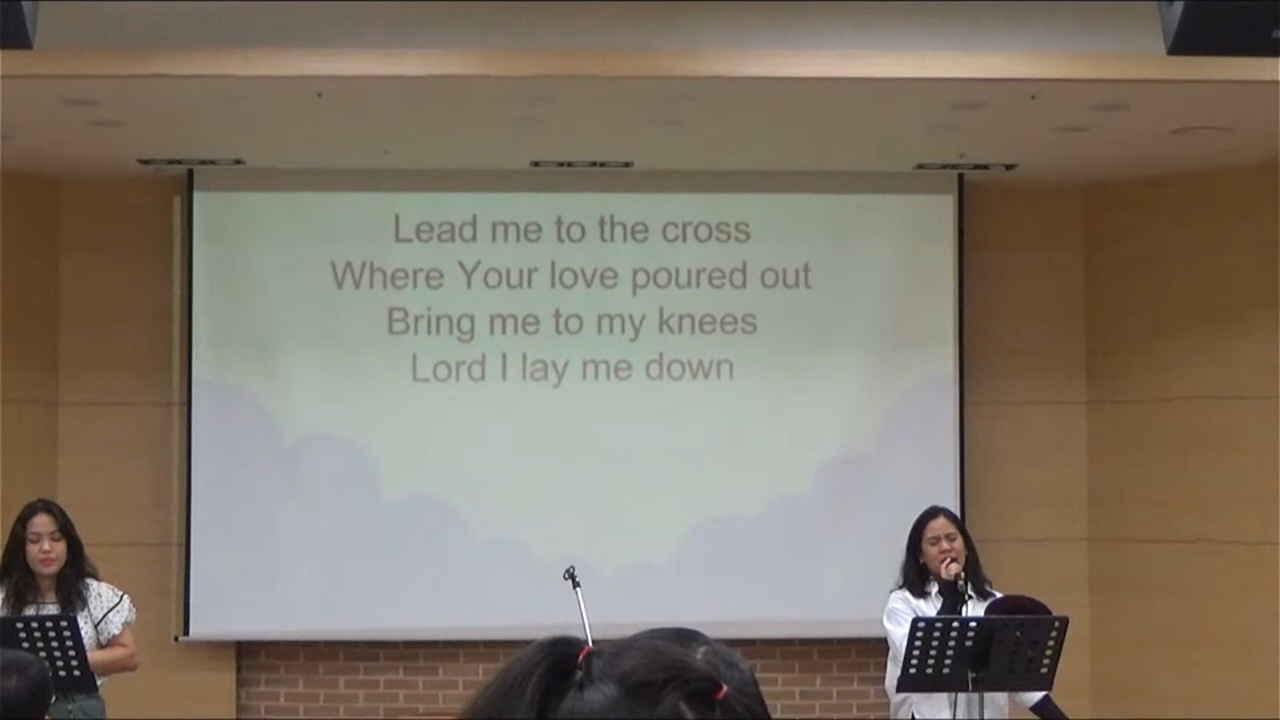 Lead me to the cross
Where Your love poured out
Bring me to my knees
Lord I lay me down